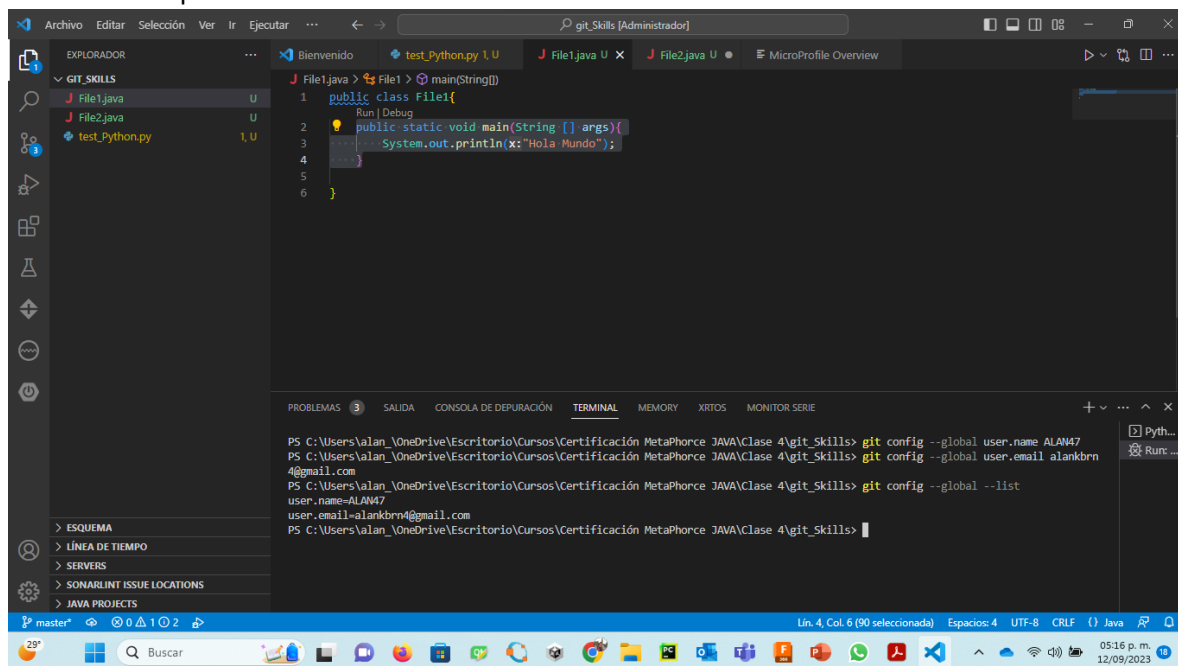 Archivo Editar Selección Ver Ir Ejecutar ... git_Skills [Administrador]
EXPLORADOR ...
GIT_SKILLS
File1.java U
File2.java U
test_Python.py 1, U
ESQUEMA
LÍNEA DE TIEMPO
SERVERS
SONARLINT ISSUE LOCATIONS
JAVA PROJECTS
Bienvenido test_Python.py 1, U File1.java U File2.java U MicroProfile Overview
File1.java > File1 > main(String[])
1 public class File1{
Run | Debug
2 public static void main(String [] args){
3 System.out.println(x:"Hola Mundo");
4 }
5
6 }
PROBLEMAS 3 SALIDA CONSOLA DE DEPURACIÓN TERMINAL MEMORY XRTOS MONITOR SERIE
PS C:\Users\alan_\OneDrive\Escritorio\Cursos\Certificación MetaPhorce JAVA\Clase 4\git_Skills> git config --global user.name ALAN47
PS C:\Users\alan_\OneDrive\Escritorio\Cursos\Certificación MetaPhorce JAVA\Clase 4\git_Skills> git config --global user.email alankbrn
4@gmail.com
PS C:\Users\alan_\OneDrive\Escritorio\Cursos\Certificación MetaPhorce JAVA\Clase 4\git_Skills> git config --global --list
user.name=ALAN47
user.email=alankbrn4@gmail.com
PS C:\Users\alan_\OneDrive\Escritorio\Cursos\Certificación MetaPhorce JAVA\Clase 4\git_Skills>
Pyth...
Run: ...
master* 0 1 2 Lín. 4, Col. 6 (90 seleccionada) Espacios: 4 UTF-8 CRLF {} Java
29° Buscar 05:16 p. m.
12/09/2023 18